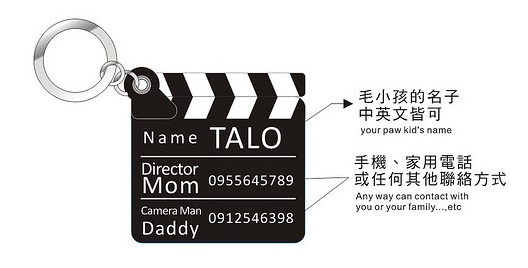 Name TALO
Director
Mom 0955645789
Camera Man
Daddy 0912546398
毛小孩的名子
中英文皆可
your paw kid's name
手機、家用電話
或任何其他聯絡方式
Any way can contact with
you or your family...,etc